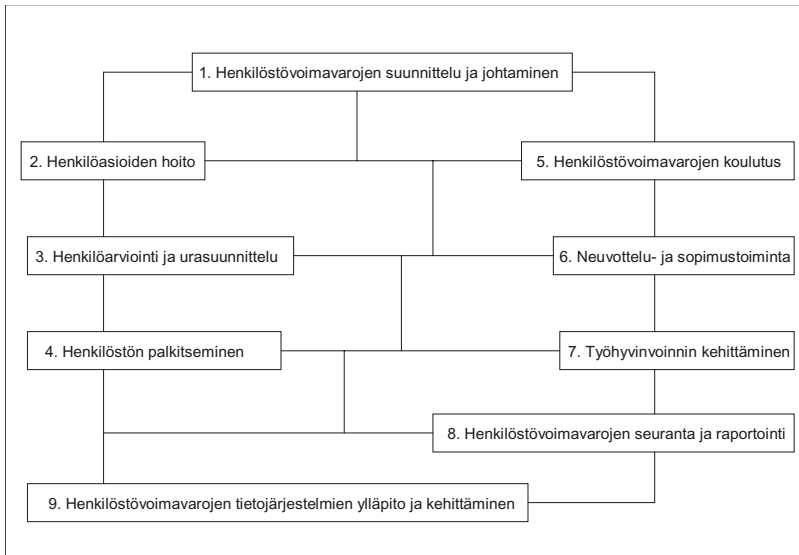 1. Henkilöstövoimavarojen suunnittelu ja johtaminen
2. Henkilöasioiden hoito
5. Henkilöstövoimavarojen koulutus
3. Henkilöarviointi ja urasuunnittelu
6. Neuvottelu- ja sopimustoiminta
4. Henkilöstön palkitseminen
7. Työhyvinvoinnin kehittäminen
8. Henkilöstövoimavarojen seuranta ja raportointi
9. Henkilöstövoimavarojen tietojärjestelmien ylläpito ja kehittäminen